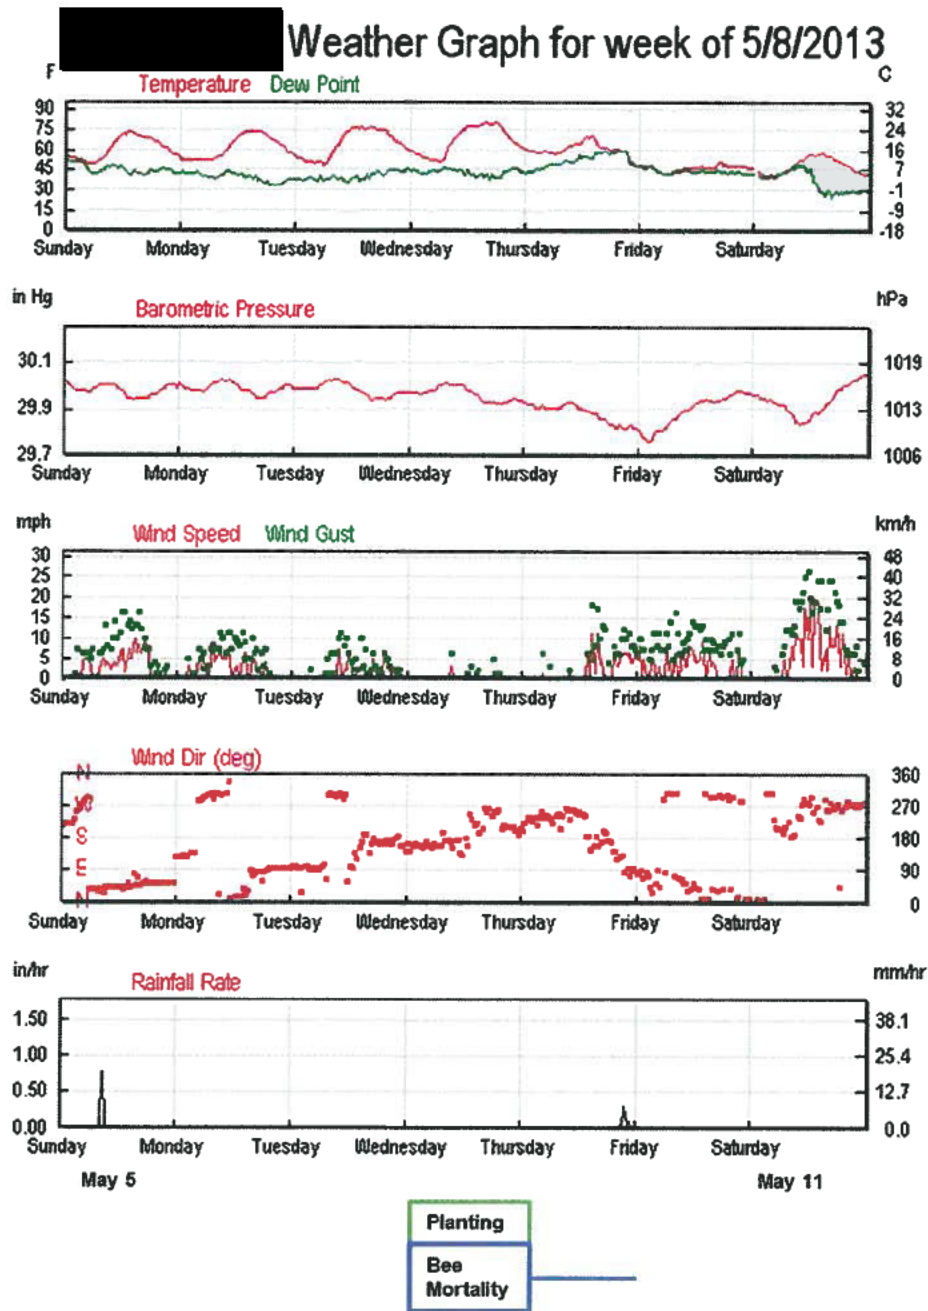 Weather Graph for week of 5/8/2013
F C
Temperature Dew Point
90 32
75 24
60 16
45 7
30 -1
15 -9
0 -18
Sunday Monday Tuesday Wednesday Thursday Friday Saturday
in Hg hPa
Barometric Pressure
30.1 1019
29.9 1013
29.7 1006
Sunday Monday Tuesday Wednesday Thursday Friday Saturday
mph km/h
Wind Speed Wind Gust
30 48
25 40
20 32
15 24
10 16
5 8
0 0
Sunday Monday Tuesday Wednesday Thursday Friday Saturday
Wind Dir (deg)
N 360
W 270
S 180
E 90
N 0
Sunday Monday Tuesday Wednesday Thursday Friday Saturday
in/hr mm/hr
Rainfall Rate
1.50 38.1
1.00 25.4
0.50 12.7
0.00 0.0
Sunday Monday Tuesday Wednesday Thursday Friday Saturday
May 5 May 11
Planting
Bee
Mortality